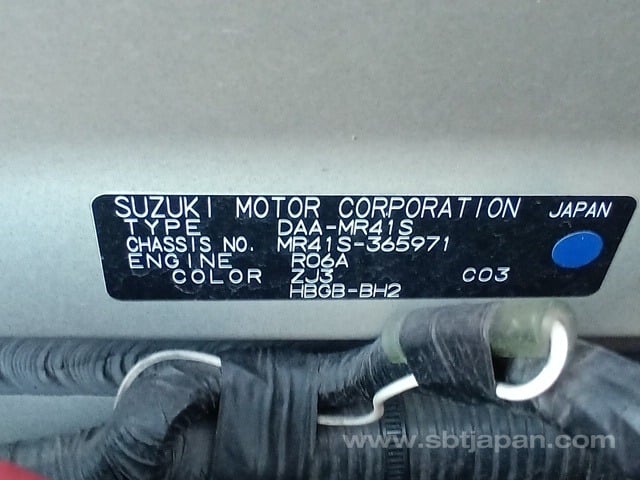 SUZUKI MOTOR CORPORATION JAPAN
TYPE DAA-MR41S
CHASSIS NO. MR41S-365971
ENGINE R06A
COLOR ZJ3 C03
HBGB-BH2
www.sbtjapan.com